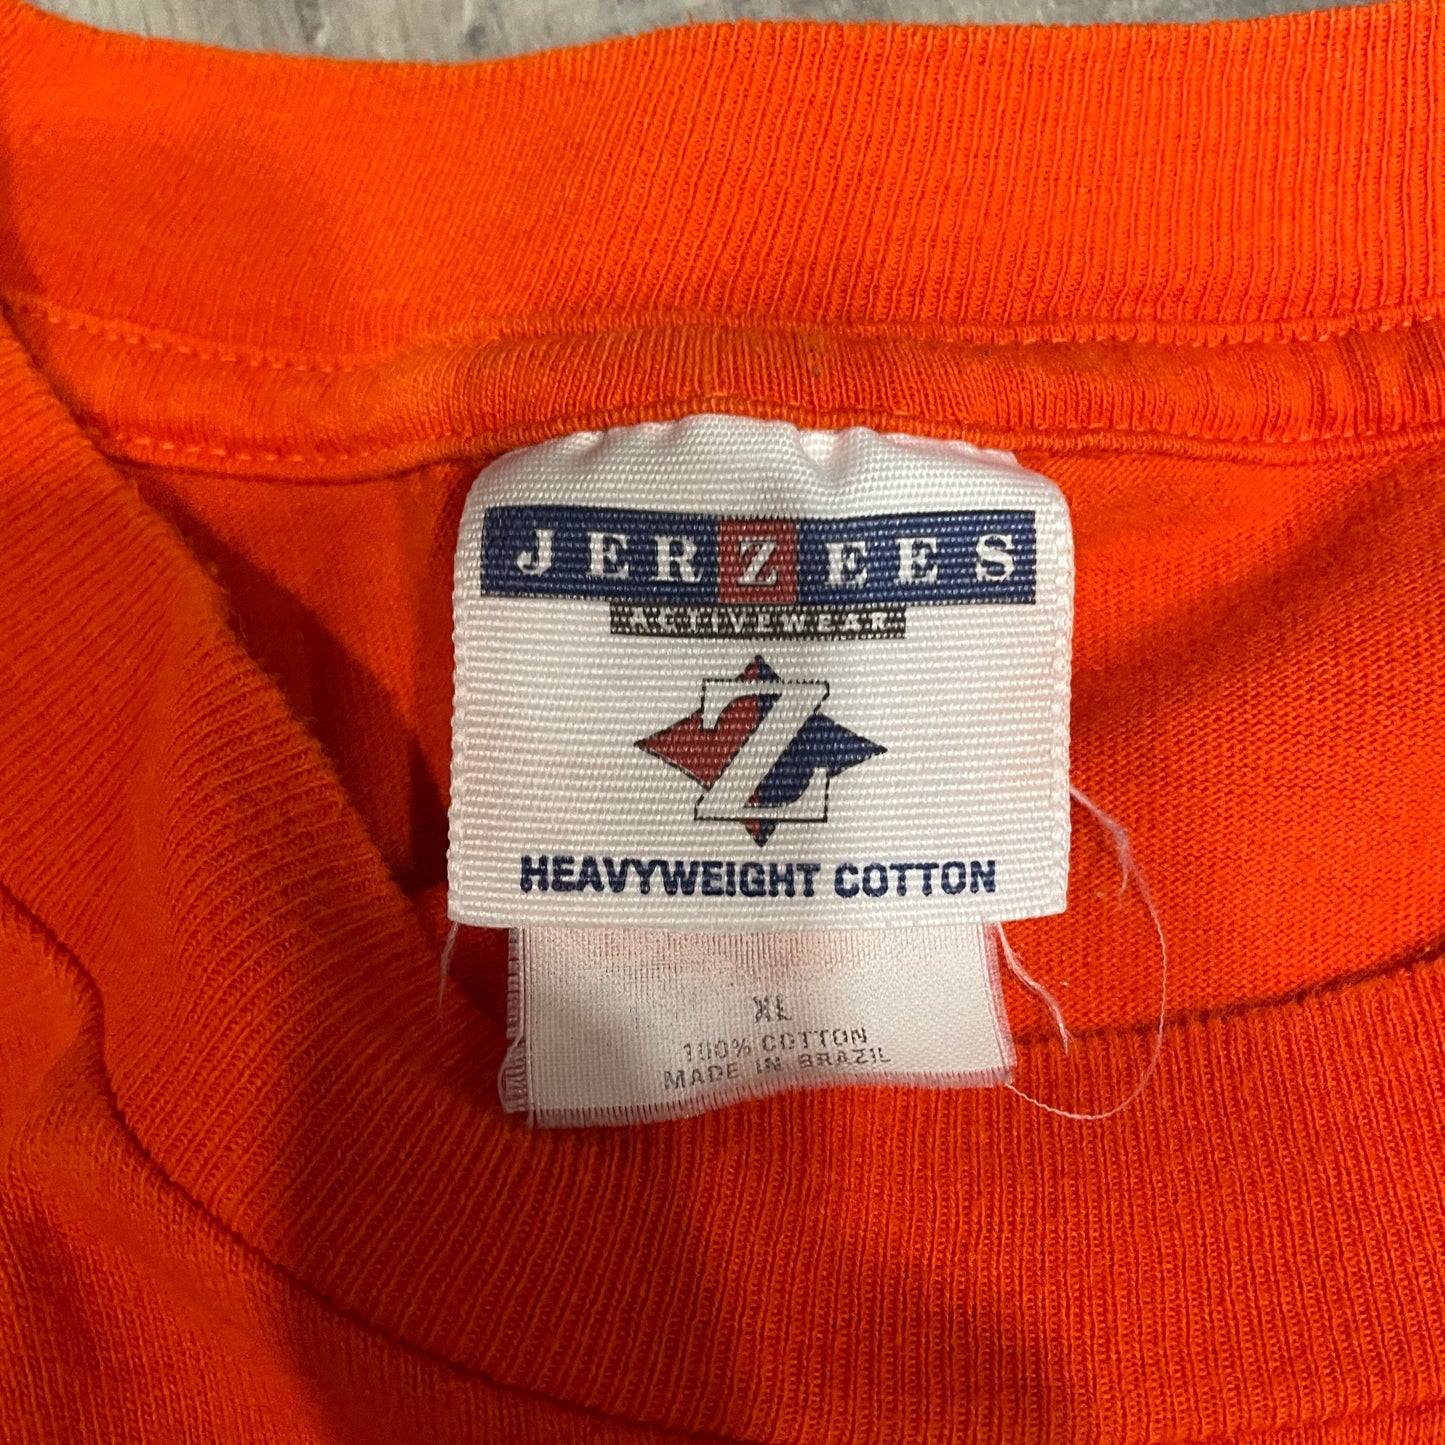 JERZEES
ACTIVEWEAR
Z
HEAVYWEIGHT COTTON
XL
100% COTTON
MADE IN BRAZIL